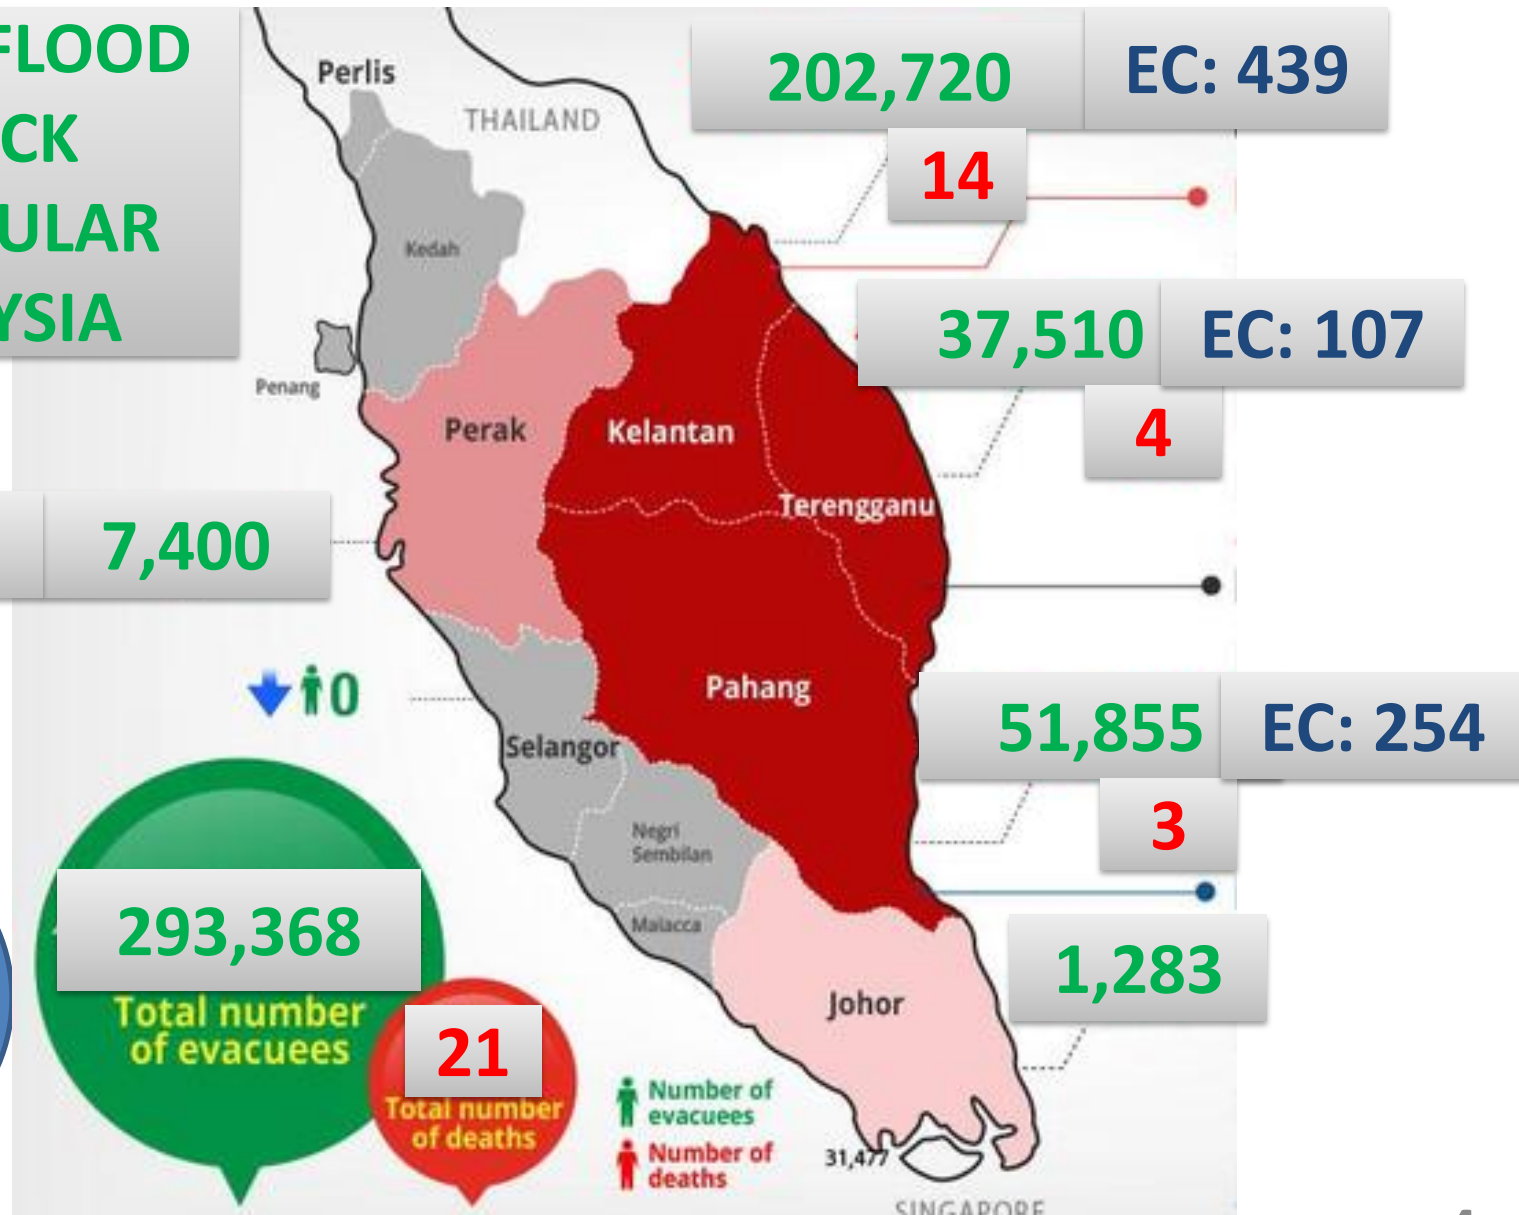 FLOOD
CK
ULAR
YSIA
Perlis
THAILAND
202,720
EC: 439
14
Kedah
37,510
EC: 107
Penang
4
Perak
Kelantan
Terengganu
7,400
0
Pahang
51,855
EC: 254
Selangor
3
Negri
Sembilan
Malacca
293,368
Total number
of evacuees
1,283
Johor
21
Total number
of deaths
Number of
evacuees
Number of
deaths
31,477
SINGAPORE